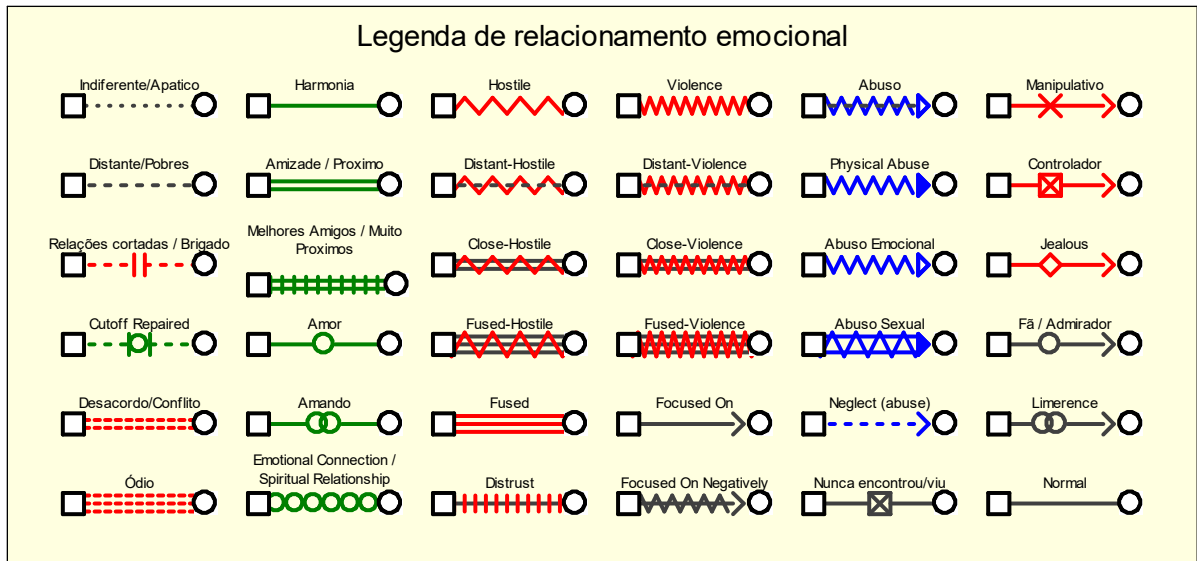 Legenda de relacionamento emocional
Indiferente/Apatico
Harmonia
Hostile
Violence
Abuso
Manipulativo
Distante/Pobres
Amizade / Proximo
Distant-Hostile
Distant-Violence
Physical Abuse
Controlador
Relações cortadas / Brigado
Melhores Amigos / Muito
Proximos
Close-Hostile
Close-Violence
Abuso Emocional
Jealous
Cutoff Repaired
Amor
Fused-Hostile
Fused-Violence
Abuso Sexual
Fã / Admirador
Desacordo/Conflito
Amando
Fused
Focused On
Neglect (abuse)
Limerence
Ódio
Emotional Connection /
Spiritual Relationship
Distrust
Focused On Negatively
Nunca encontrou/viu
Normal